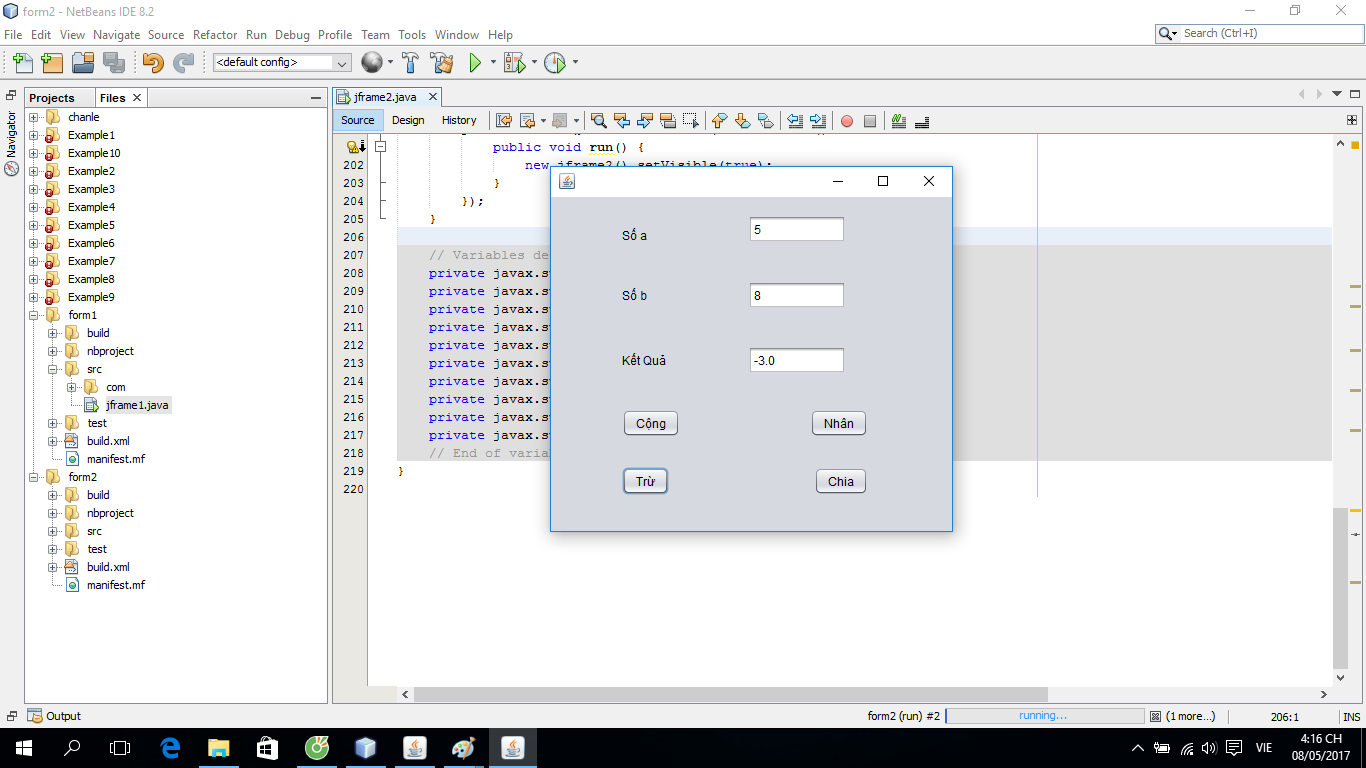 form2 - NetBeans IDE 8.2
File Edit View Navigate Source Refactor Run Debug Profile Team Tools Window Help
Search (Ctrl+I)
<default config>
Projects Files
jframe2.java
Source Design History
Navigator
chanle
Example1
Example10
Example2
Example3
Example4
Example5
Example6
Example7
Example8
Example9
form1
build
nbproject
src
com
jframe1.java
test
build.xml
manifest.mf
form2
build
nbproject
src
test
build.xml
manifest.mf
public void run() {
202 new jframe2().setVisible(true);
203 }
204 });
205 }
206
207 // Variables de
208 private javax.s
209 private javax.s
210 private javax.s
211 private javax.s
212 private javax.s
213 private javax.s
214 private javax.s
215 private javax.s
216 private javax.s
217 private javax.s
218 // End of varia
219 }
220
Số a 5
Số b 8
Kết Quả -3.0
Cộng Nhân
Trừ Chia
Output
form2 (run) #2 running... (1 more...) 206:1 INS
VIE
4:16 CH
08/05/2017